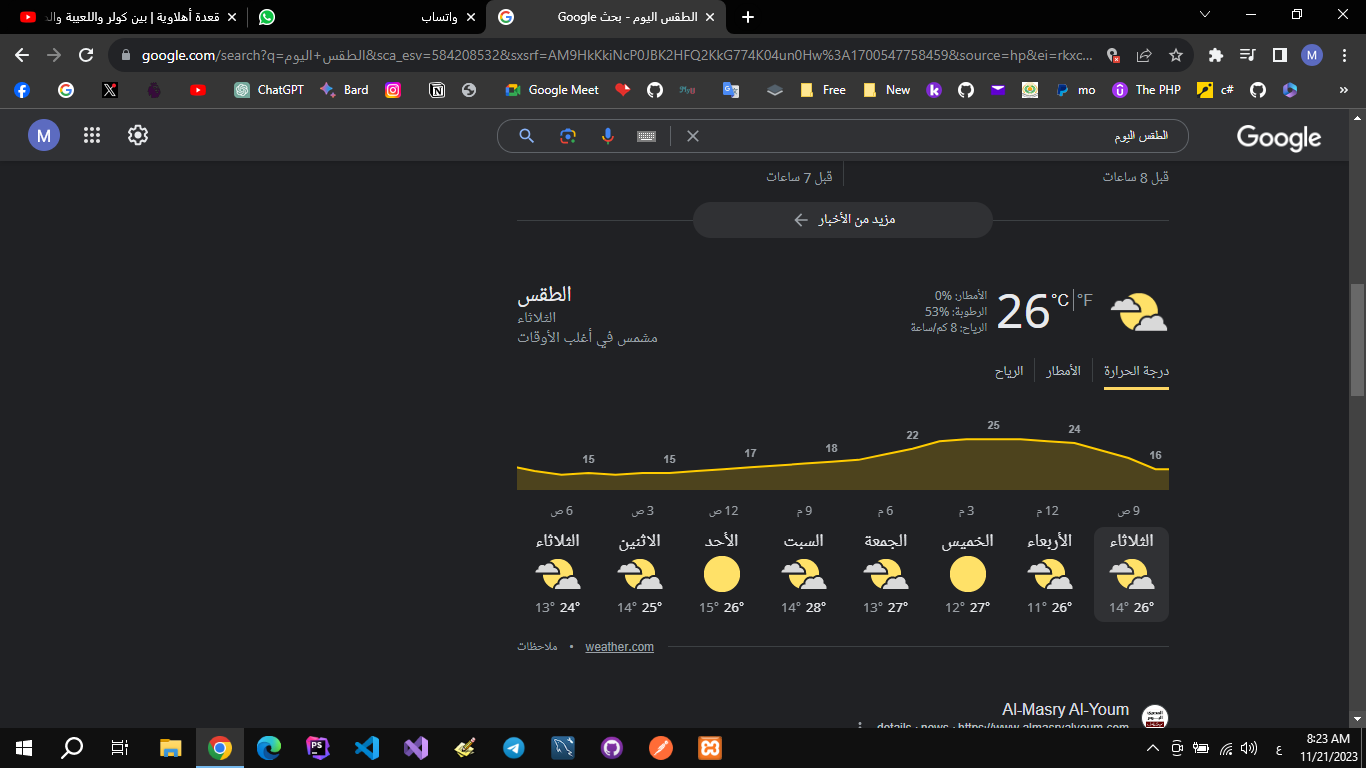 قعدة أهلاوية | بين كولر واللعيبة وال
واتساب
الطقس اليوم - بحث Google
google.com/search?q=الطقس+اليوم&sca_esv=584208532&sxsrf=AM9HkKkiNcP0JBK2HFQ2KkG774K04un0Hw%3A1700547758459&source=hp&ei=rkxc...
M
ChatGPT
Bard
Google Meet
Free
New
mo
The PHP
c#
»
M
الطقس اليوم
Google
قبل 8 ساعات
قبل 7 ساعات
مزيد من الأخبار
26 °C | °F
الأمطار: 0%
الرطوبة: 53%
الرياح: 8 كم/ساعة
الطقس
الثلاثاء
مشمس في أغلب الأوقات
درجة الحرارة
الأمطار
الرياح
16 24 25 22 18 17 15 15
9 ص 12 م 3 م 6 م 9 م 12 ص 3 ص 6 ص
الثلاثاء الأربعاء الخميس الجمعة السبت الأحد الاثنين الثلاثاء
26° 14° 26° 11° 27° 12° 27° 13° 28° 14° 26° 15° 25° 14° 24° 13°
weather.com • ملاحظات
Al-Masry Al-Youm
https://www.almasryalyoum.com › news › details
PS
ع
8:23 AM
11/21/2023